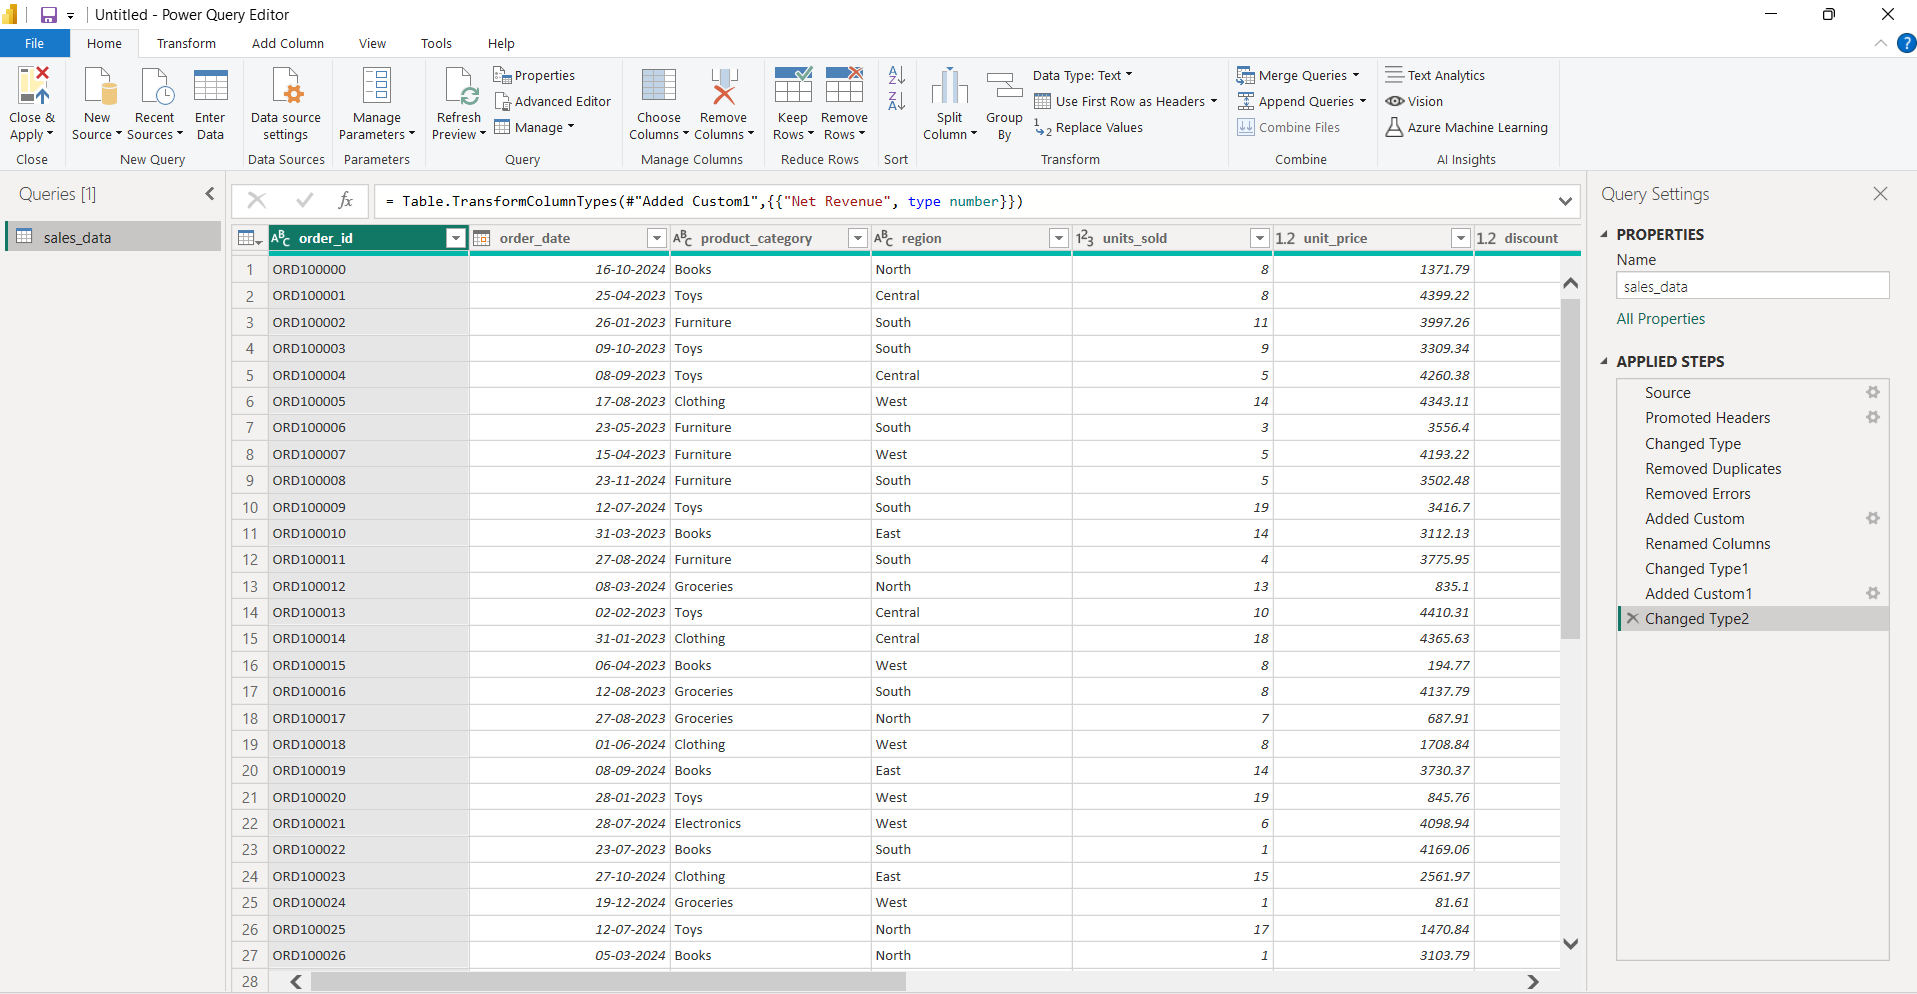 Untitled - Power Query Editor
File Home Transform Add Column View Tools Help
Close & Apply
Close
New Source
Recent Sources
Enter Data
New Query
Data source settings
Data Sources
Manage Parameters
Parameters
Refresh Preview
Properties
Advanced Editor
Manage
Query
Choose Columns
Remove Columns
Manage Columns
Keep Rows
Remove Rows
Reduce Rows
Sort
Split Column
Group By
Data Type: Text
Use First Row as Headers
Replace Values
Transform
Merge Queries
Append Queries
Combine Files
Combine
Text Analytics
Vision
Azure Machine Learning
AI Insights
Queries [1]
sales_data
fx = Table.TransformColumnTypes(#"Added Custom1",{{"Net Revenue", type number}})
order_id order_date product_category region units_sold 1.2 unit_price 1.2 discount
1 ORD100000 16-10-2024 Books North 8 1371.79
2 ORD100001 25-04-2023 Toys Central 8 4399.22
3 ORD100002 26-01-2023 Furniture South 11 3997.26
4 ORD100003 09-10-2023 Toys South 9 3309.34
5 ORD100004 08-09-2023 Toys Central 5 4260.38
6 ORD100005 17-08-2023 Clothing West 14 4343.11
7 ORD100006 23-05-2023 Furniture South 3 3556.4
8 ORD100007 15-04-2023 Furniture West 5 4193.22
9 ORD100008 23-11-2024 Furniture South 5 3502.48
10 ORD100009 12-07-2024 Toys South 19 3416.7
11 ORD100010 31-03-2023 Books East 14 3112.13
12 ORD100011 27-08-2024 Furniture South 4 3775.95
13 ORD100012 08-03-2024 Groceries North 13 835.1
14 ORD100013 02-02-2023 Toys Central 10 4410.31
15 ORD100014 31-01-2023 Clothing Central 18 4365.63
16 ORD100015 06-04-2023 Books West 8 194.77
17 ORD100016 12-08-2023 Groceries South 8 4137.79
18 ORD100017 27-08-2023 Groceries North 7 687.91
19 ORD100018 01-06-2024 Clothing West 8 1708.84
20 ORD100019 08-09-2024 Books East 14 3730.37
21 ORD100020 28-01-2023 Toys West 19 845.76
22 ORD100021 28-07-2024 Electronics West 6 4098.94
23 ORD100022 23-07-2023 Books South 1 4169.06
24 ORD100023 27-10-2024 Clothing East 15 2561.97
25 ORD100024 19-12-2024 Groceries West 1 81.61
26 ORD100025 12-07-2024 Toys North 17 1470.84
27 ORD100026 05-03-2024 Books North 1 3103.79
28
Query Settings
PROPERTIES
Name
sales_data
All Properties
APPLIED STEPS
Source
Promoted Headers
Changed Type
Removed Duplicates
Removed Errors
Added Custom
Renamed Columns
Changed Type1
Added Custom1
Changed Type2